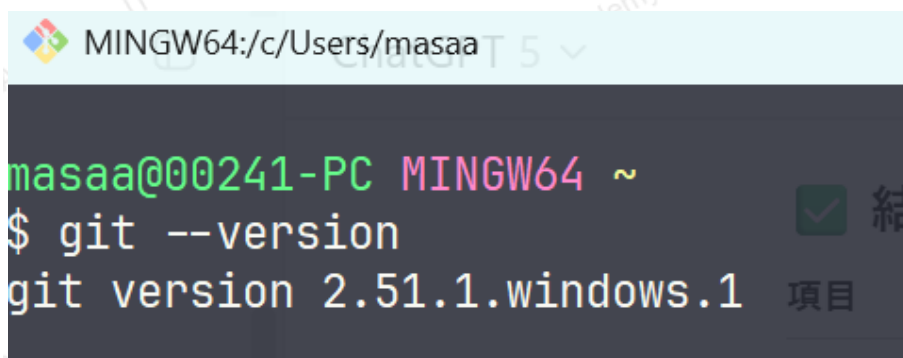 MINGW64:/c/Users/masaa
ChatGPT 5
masaa@00241-PC MINGW64 ~
$ git --version
git version 2.51.1.windows.1
結
項目